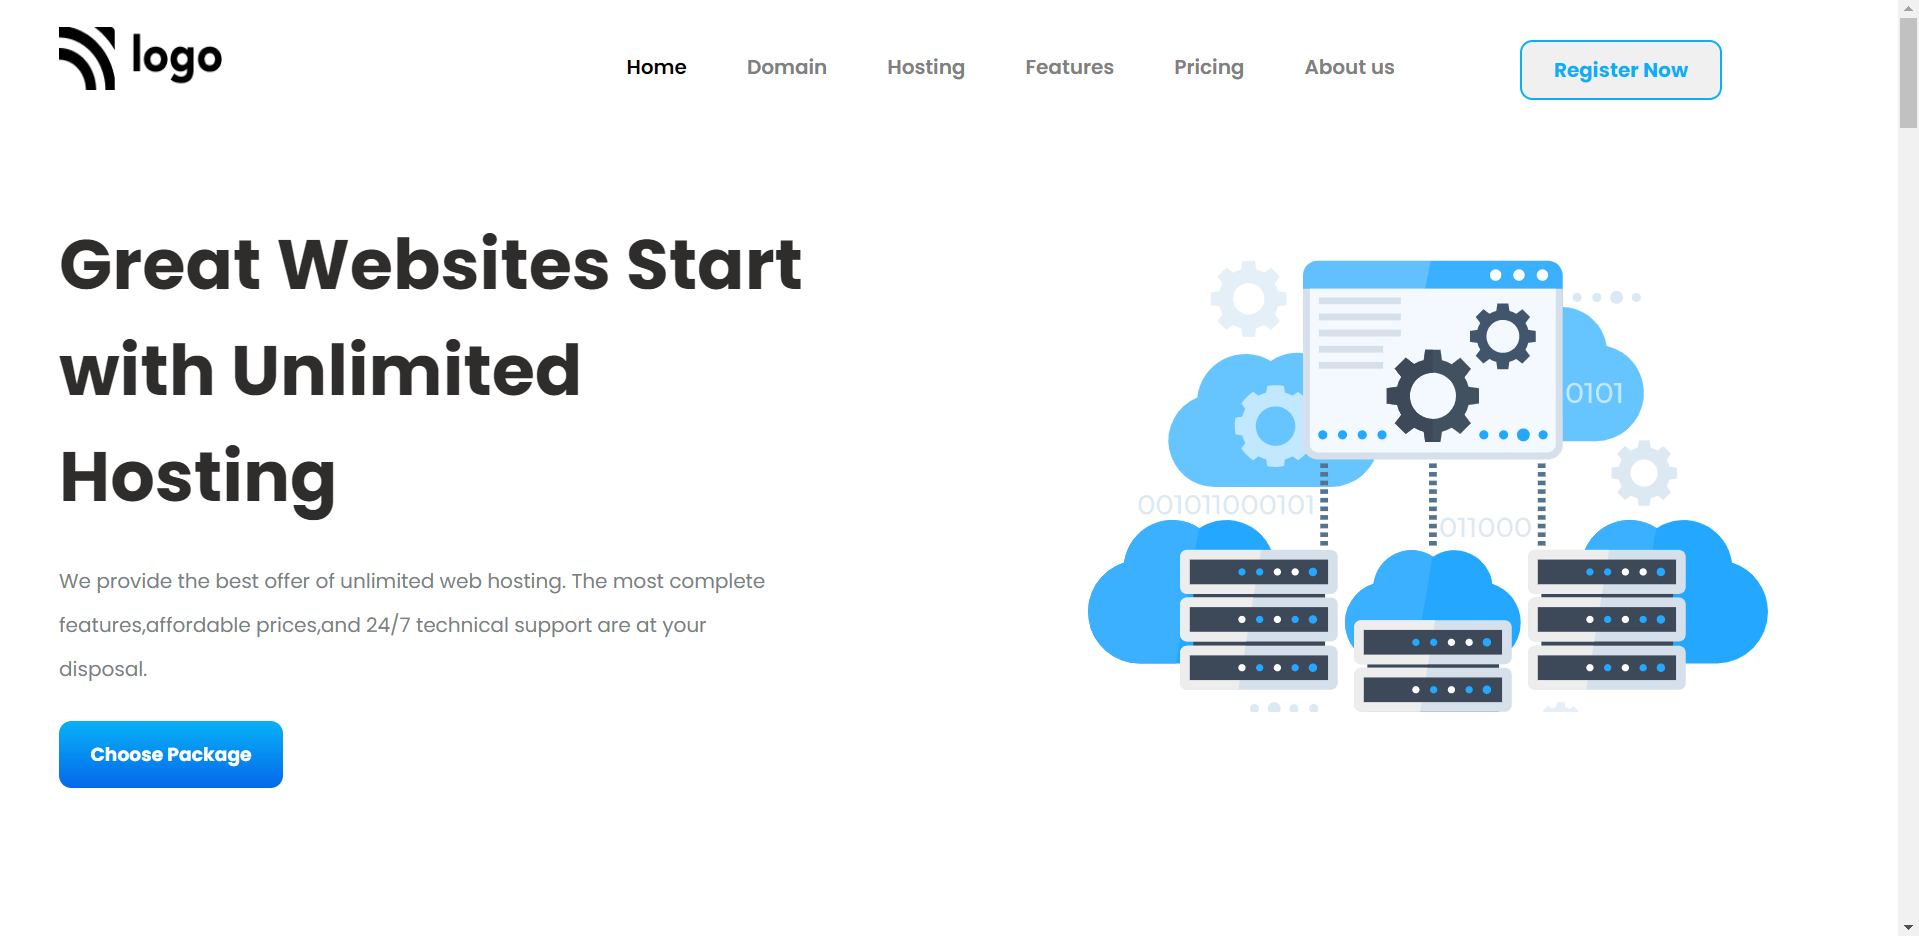 logo
Home
Domain
Hosting
Features
Pricing
About us
Register Now
Great Websites Start
with Unlimited
Hosting
We provide the best offer of unlimited web hosting. The most complete
features,affordable prices,and 24/7 technical support are at your
disposal.
Choose Package
0101
001011000101
011000